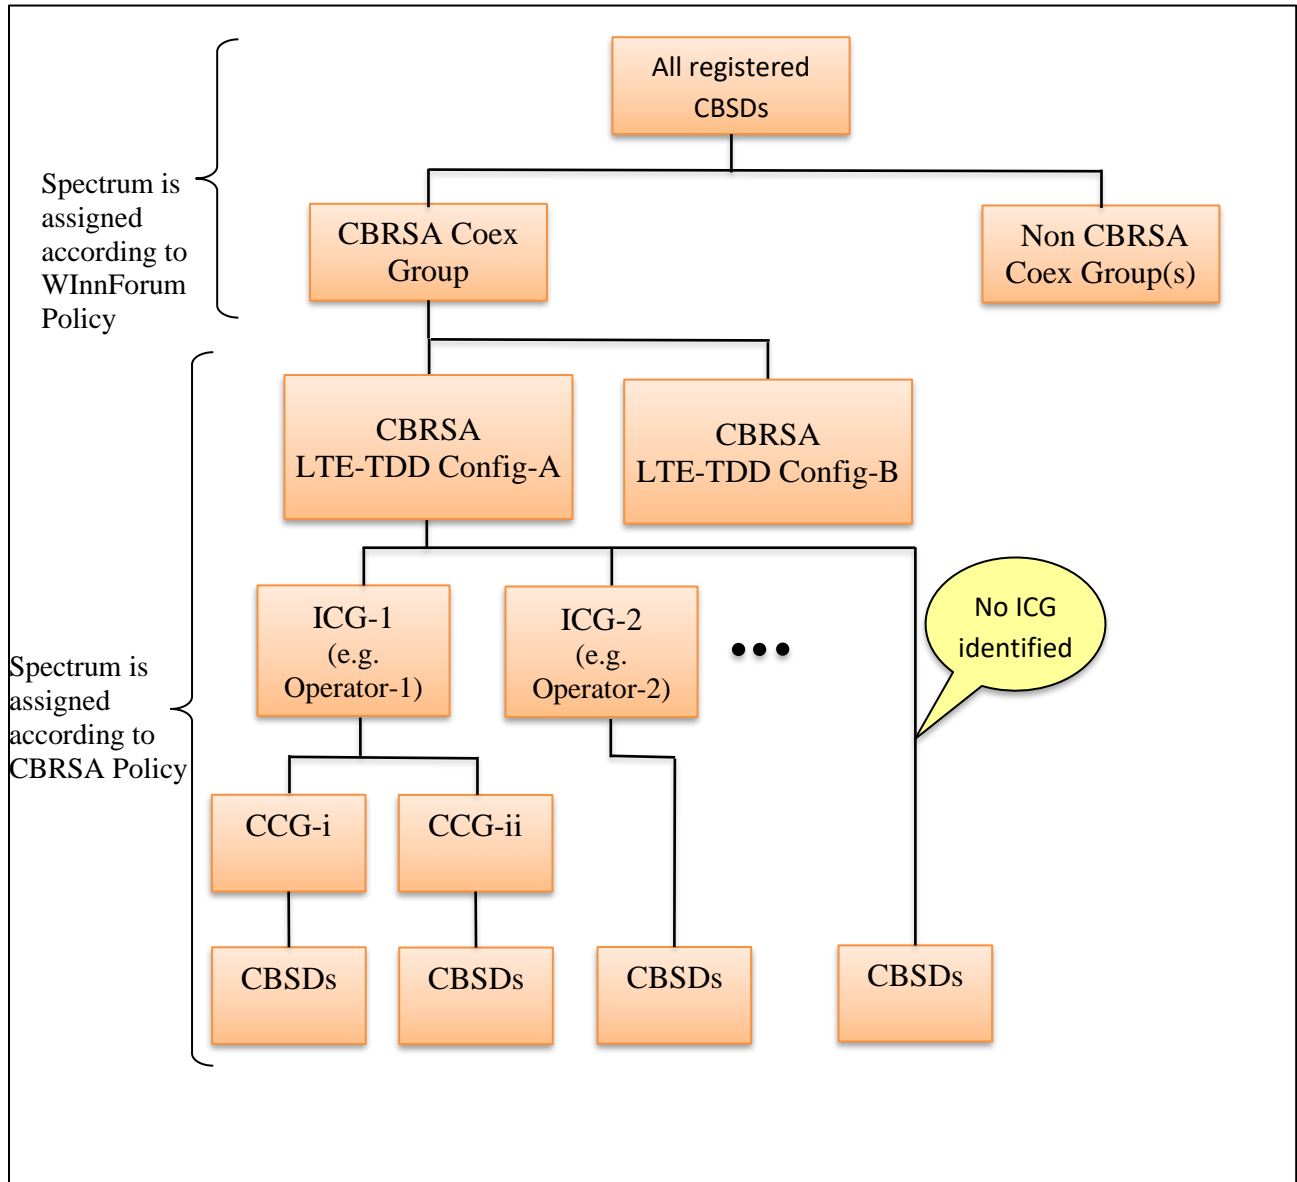 All registered
CBSDs
Spectrum is
assigned
according to
WInnForum
Policy
CBRSA Coex
Group
Non CBRSA
Coex Group(s)
CBRSA
LTE-TDD Config-A
CBRSA
LTE-TDD Config-B
Spectrum is
assigned
according to
CBRSA Policy
ICG-1
(e.g.
Operator-1)
ICG-2
(e.g.
Operator-2)
•••
No ICG
identified
CCG-i
CCG-ii
CBSDs
CBSDs
CBSDs
CBSDs